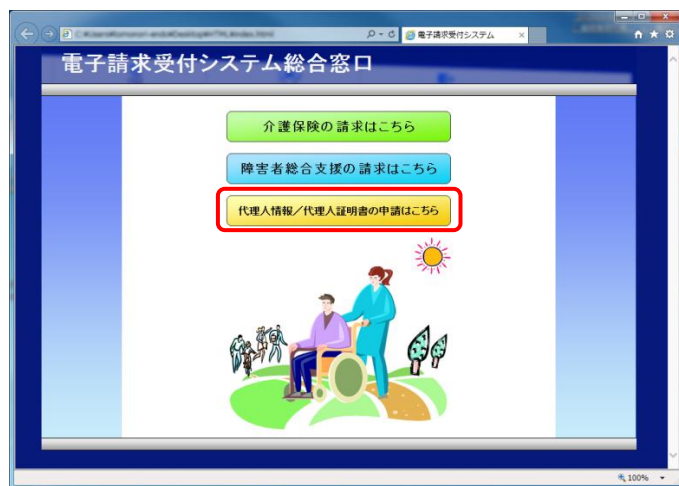 電子請求受付システム
電子請求受付システム総合窓口
介護保険の請求はこちら
障害者総合支援の請求はこちら
代理人情報／代理人証明書の申請はこちら
100%